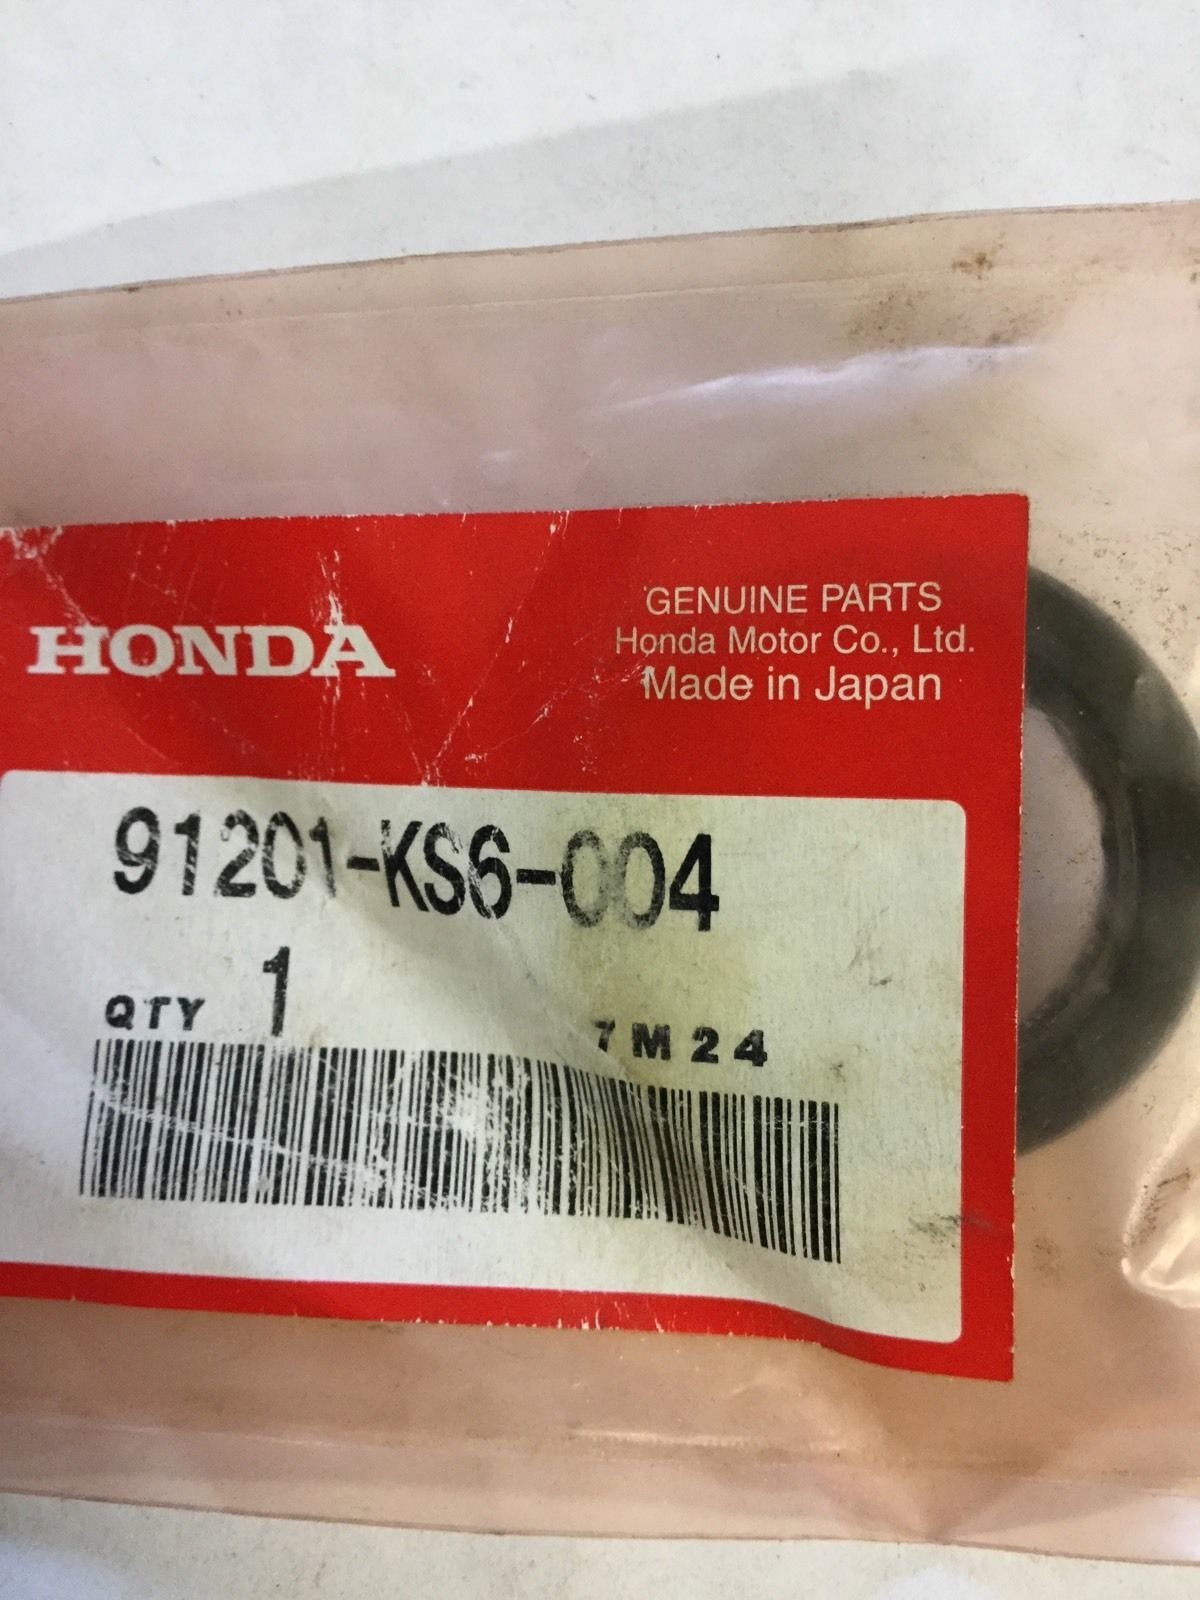 HONDA
GENUINE PARTS
Honda Motor Co., Ltd.
Made in Japan
91201-KS6-004
QTY 1
7M24